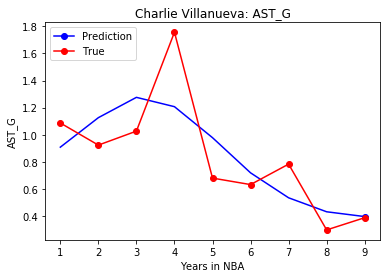 Charlie Villanueva: AST_G
Prediction
True
AST_G
1.8
1.6
1.4
1.2
1.0
0.8
0.6
0.4
1 2 3 4 5 6 7 8 9
Years in NBA